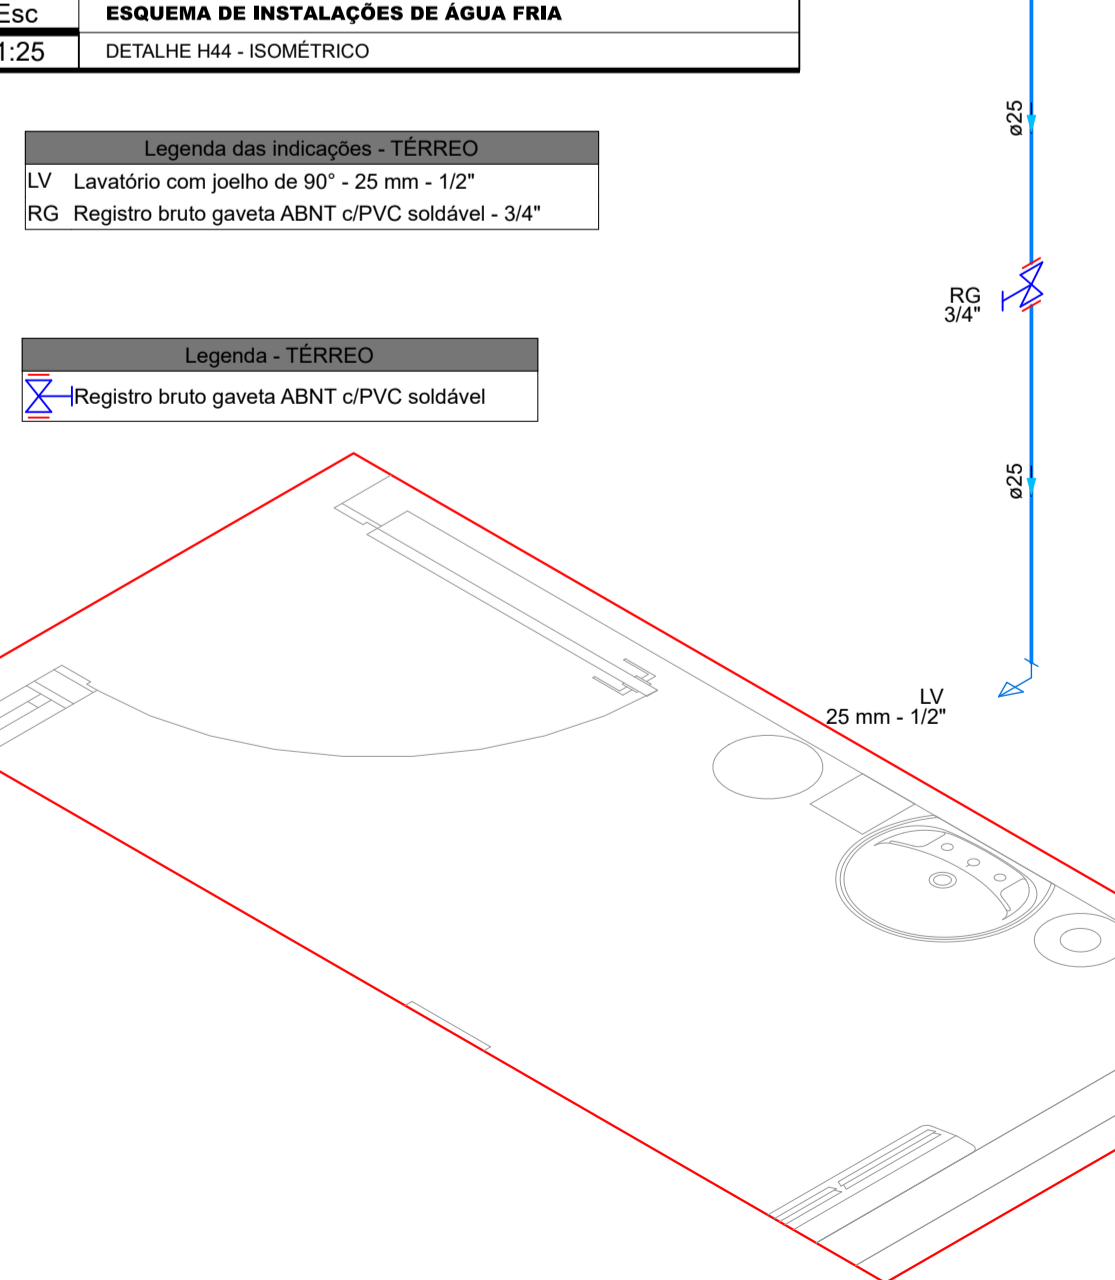 Esc
ESQUEMA DE INSTALAÇÕES DE ÁGUA FRIA
1:25
DETALHE H44 - ISOMÉTRICO
ø25
Legenda das indicações - TÉRREO
LV Lavatório com joelho de 90° - 25 mm - 1/2"
RG Registro bruto gaveta ABNT c/PVC soldável - 3/4"
RG
3/4"
Legenda - TÉRREO
Registro bruto gaveta ABNT c/PVC soldável
ø25
LV
25 mm - 1/2"